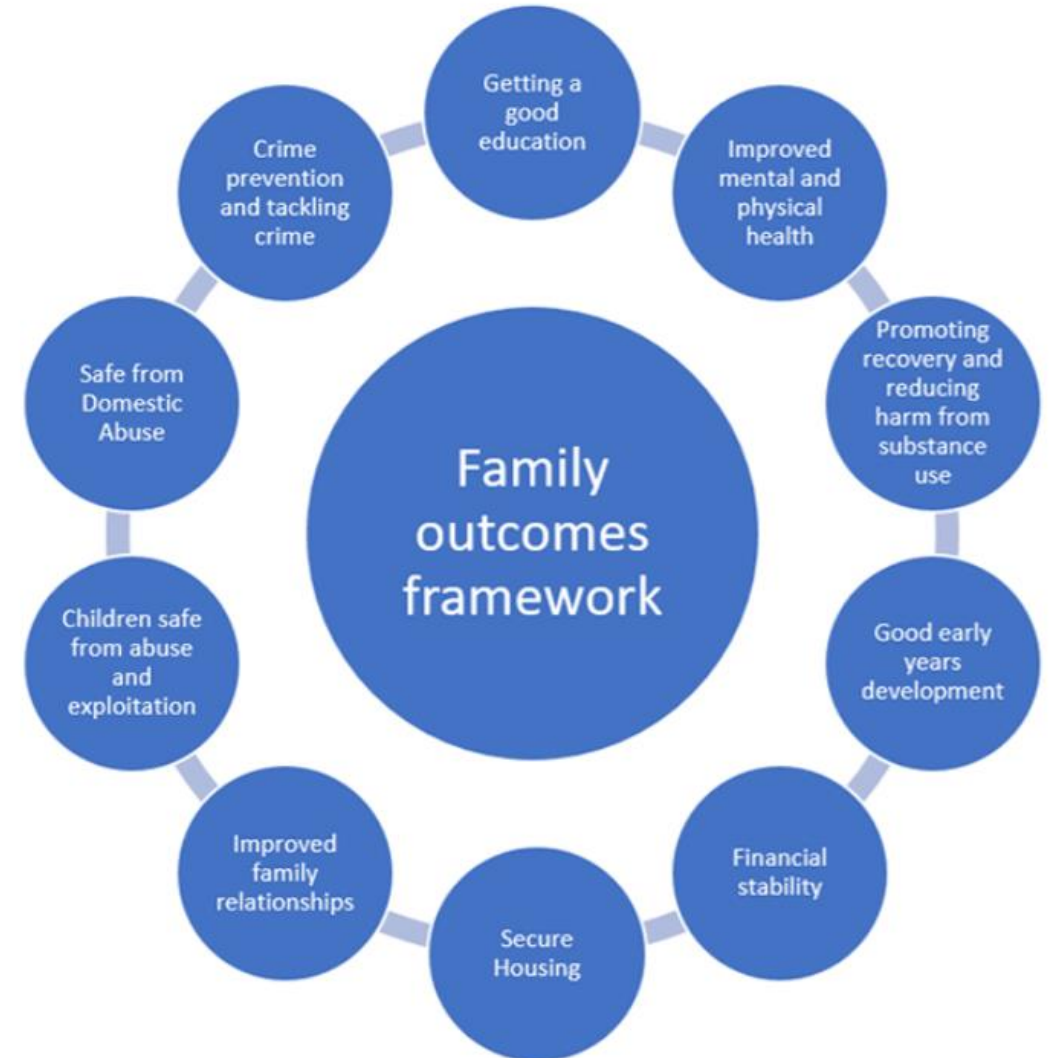 Getting a
good
education
Improved
mental and
physical
health
Promoting
recovery and
reducing
harm from
substance
use
Good early
years
development
Financial
stability
Secure
Housing
Improved
family
relationships
Children safe
from abuse
and
exploitation
Safe from
Domestic
Abuse
Crime
prevention
and tackling
crime
Family
outcomes
framework